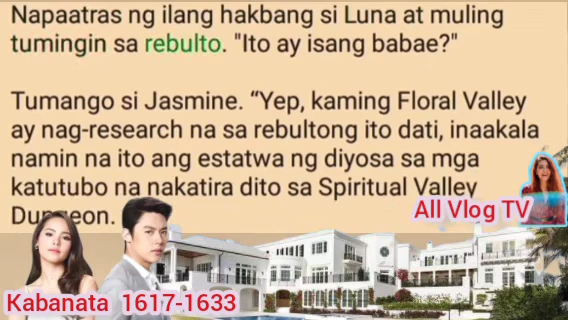 Napaatras ng ilang hakbang si Luna at muling
tumingin sa rebulto. "Ito ay isang babae?"
Tumango si Jasmine. “Yep, kaming Floral Valley
ay nag-research na sa rebultong ito dati, inaakala
namin na ito ang estatwa ng diyosa sa mga
katutubo na nakatira dito sa Spiritual Valley
Dungeon.
All Vlog TV
Kabanata 1617-1633